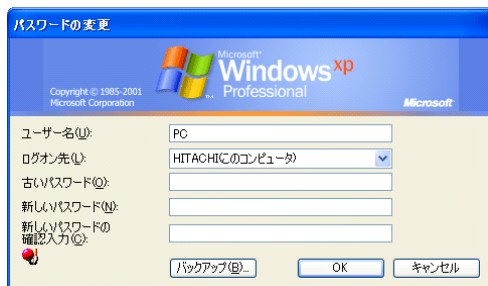 パスワードの変更
Microsoft
Windows xp
Professional
Copyright © 1985-2001
Microsoft Corporation
Microsoft
ユーザー名(U):
PC
ログオン先(L):
HITACHI(このコンピュータ)
古いパスワード(O):
新しいパスワード(N):
新しいパスワードの
確認入力(C):
バックアップ(B)...
OK
キャンセル